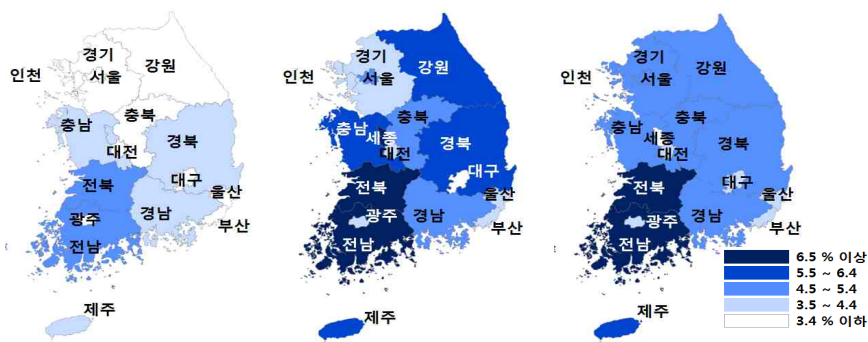 경기
서울
강원
인천
충북
충남
대전
경북
대구
전북
울산
광주
경남
부산
전남
제주
경기
서울
강원
인천
충북
충남
세종
대전
경북
대구
전북
울산
광주
경남
부산
전남
제주
경기
서울
강원
인천
충북
충남
세종
대전
경북
대구
전북
울산
광주
경남
부산
전남
제주
6.5 % 이상
5.5 ~ 6.4
4.5 ~ 5.4
3.5 ~ 4.4
3.4 % 이하